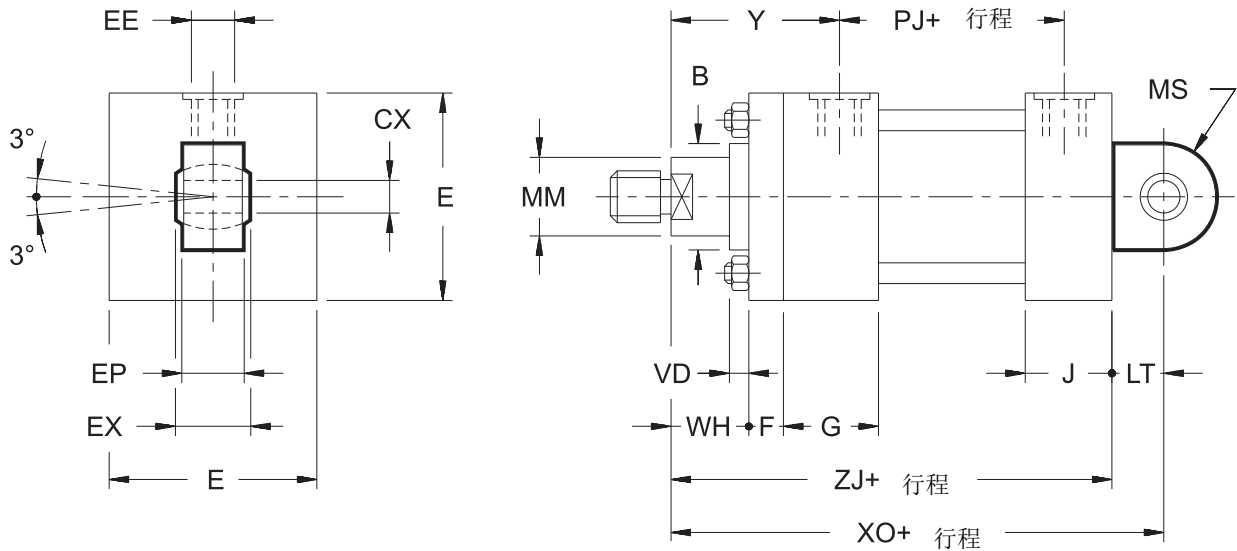 EE
Y
PJ+ 行程
B
MS
CX
3°
E
MM
3°
EP
VD
J
LT
EX
WH
F
G
E
ZJ+ 行程
XO+ 行程